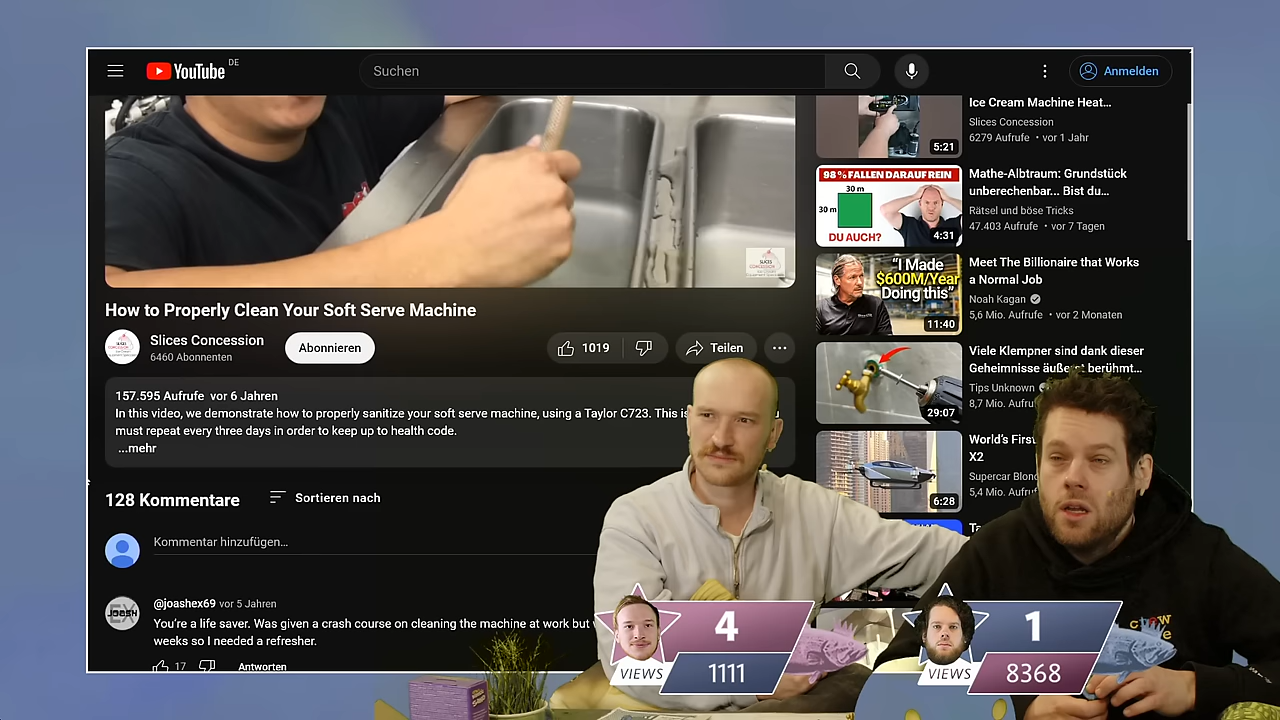 YouTube DE
Suchen
Anmelden
Ice Cream Machine Heat...
Slices Concession
6279 Aufrufe • vor 1 Jahr
5:21
98% FALLEN DARAUF REIN
30 m
30 m
DU AUCH?
4:31
Mathe-Albtraum: Grundstück
unberechenbar... Bist du...
Rätsel und böse Tricks
47.403 Aufrufe • vor 7 Tagen
"I Made
$600M/Year
Doing this"
11:40
Meet The Billionaire that Works
a Normal Job
Noah Kagan
5,6 Mio. Aufrufe • vor 2 Monaten
29:07
Viele Klempner sind dank dieser
Geheimnisse äußerst berühmt...
Tips Unknown
8,7 Mio. Aufru
6:28
World's First
X2
Supercar Blond
5,4 Mio. Aufruf
Ta
SLICES
CONCESSION
How to Properly Clean Your Soft Serve Machine
Slices Concession
6460 Abonnenten
Abonnieren
1019
Teilen
157.595 Aufrufe vor 6 Jahren
In this video, we demonstrate how to properly sanitize your soft serve machine, using a Taylor C723. This is
must repeat every three days in order to keep up to health code.
...mehr
128 Kommentare
Sortieren nach
Kommentar hinzufügen...
JOASH
EX
@joashex69 vor 5 Jahren
You're a life saver. Was given a crash course on cleaning the machine at work but
weeks so I needed a refresher.
17
Antworten
4
VIEWS
1111
1
VIEWS
8368